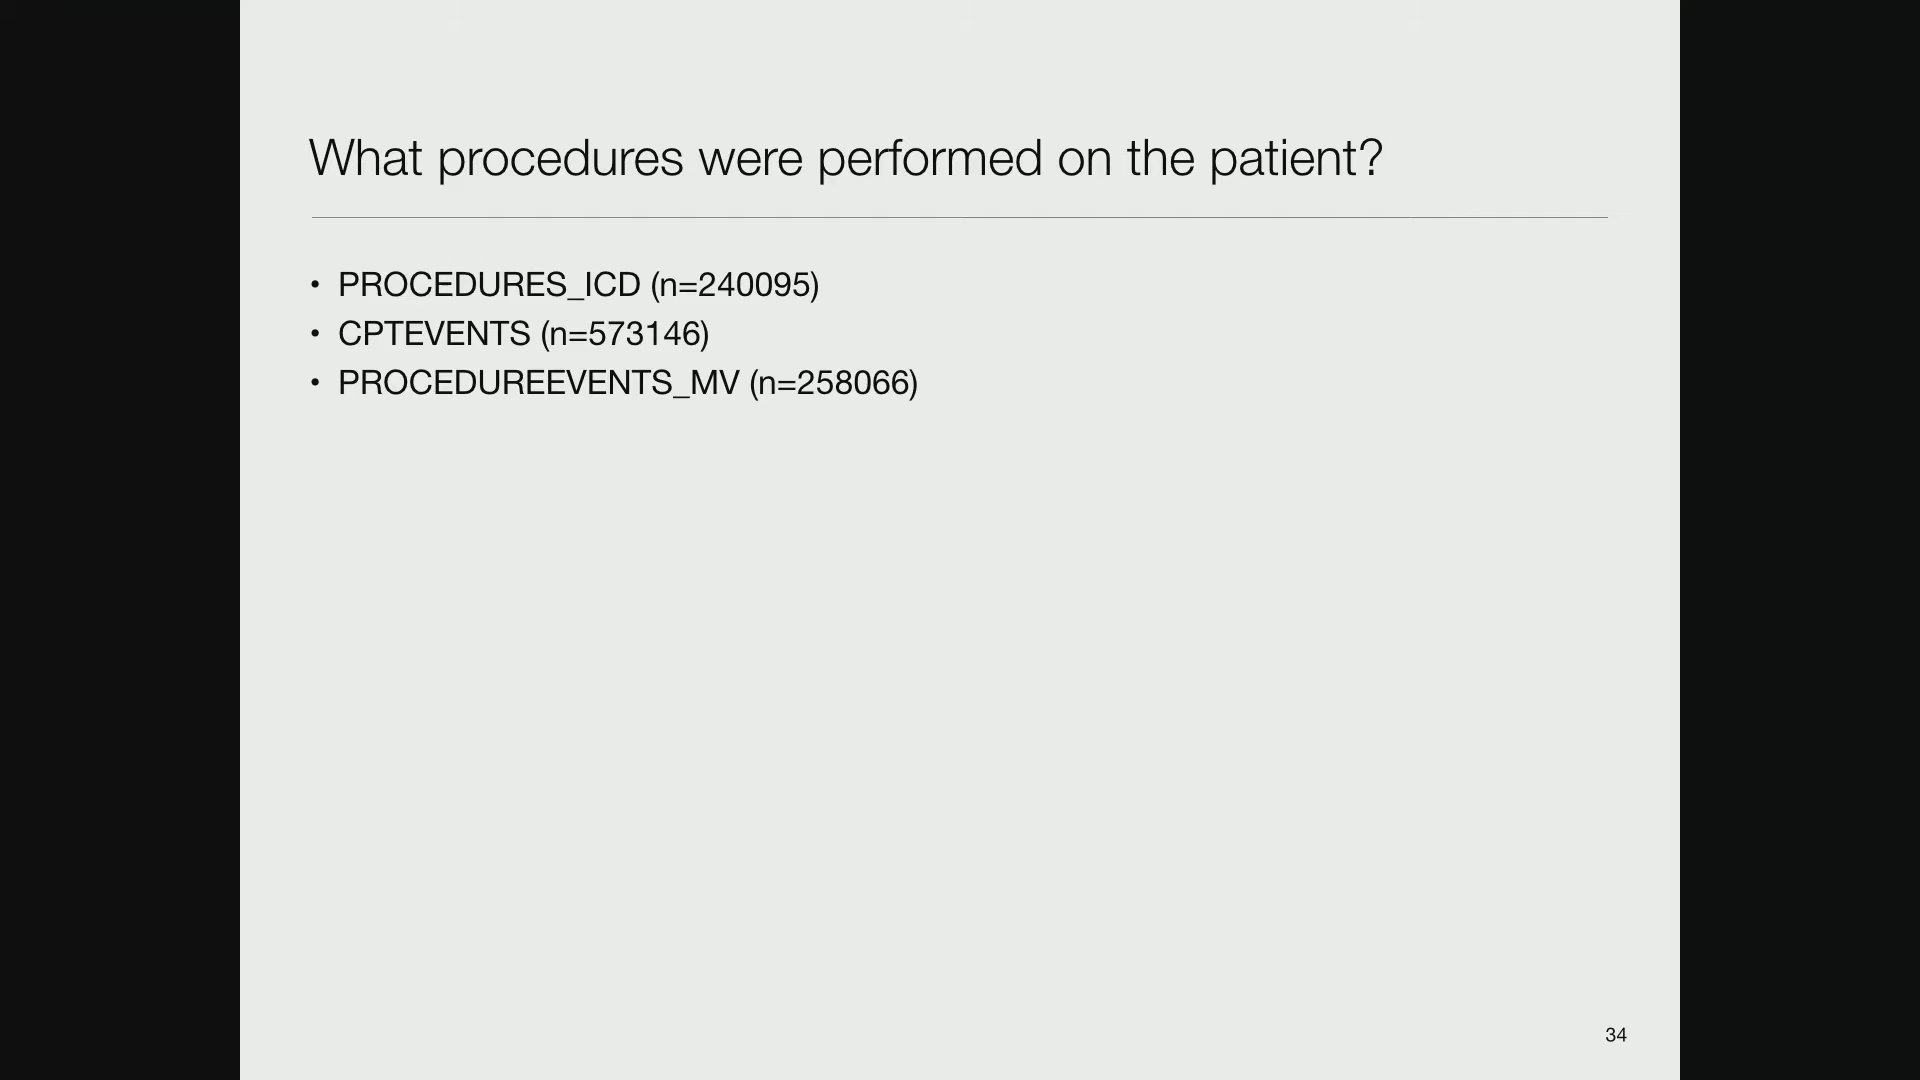 What procedures were performed on the patient?
• PROCEDURES_ICD (n=240095)
• CPTEVENTS (n=573146)
• PROCEDUREEVENTS_MV (n=258066)
34